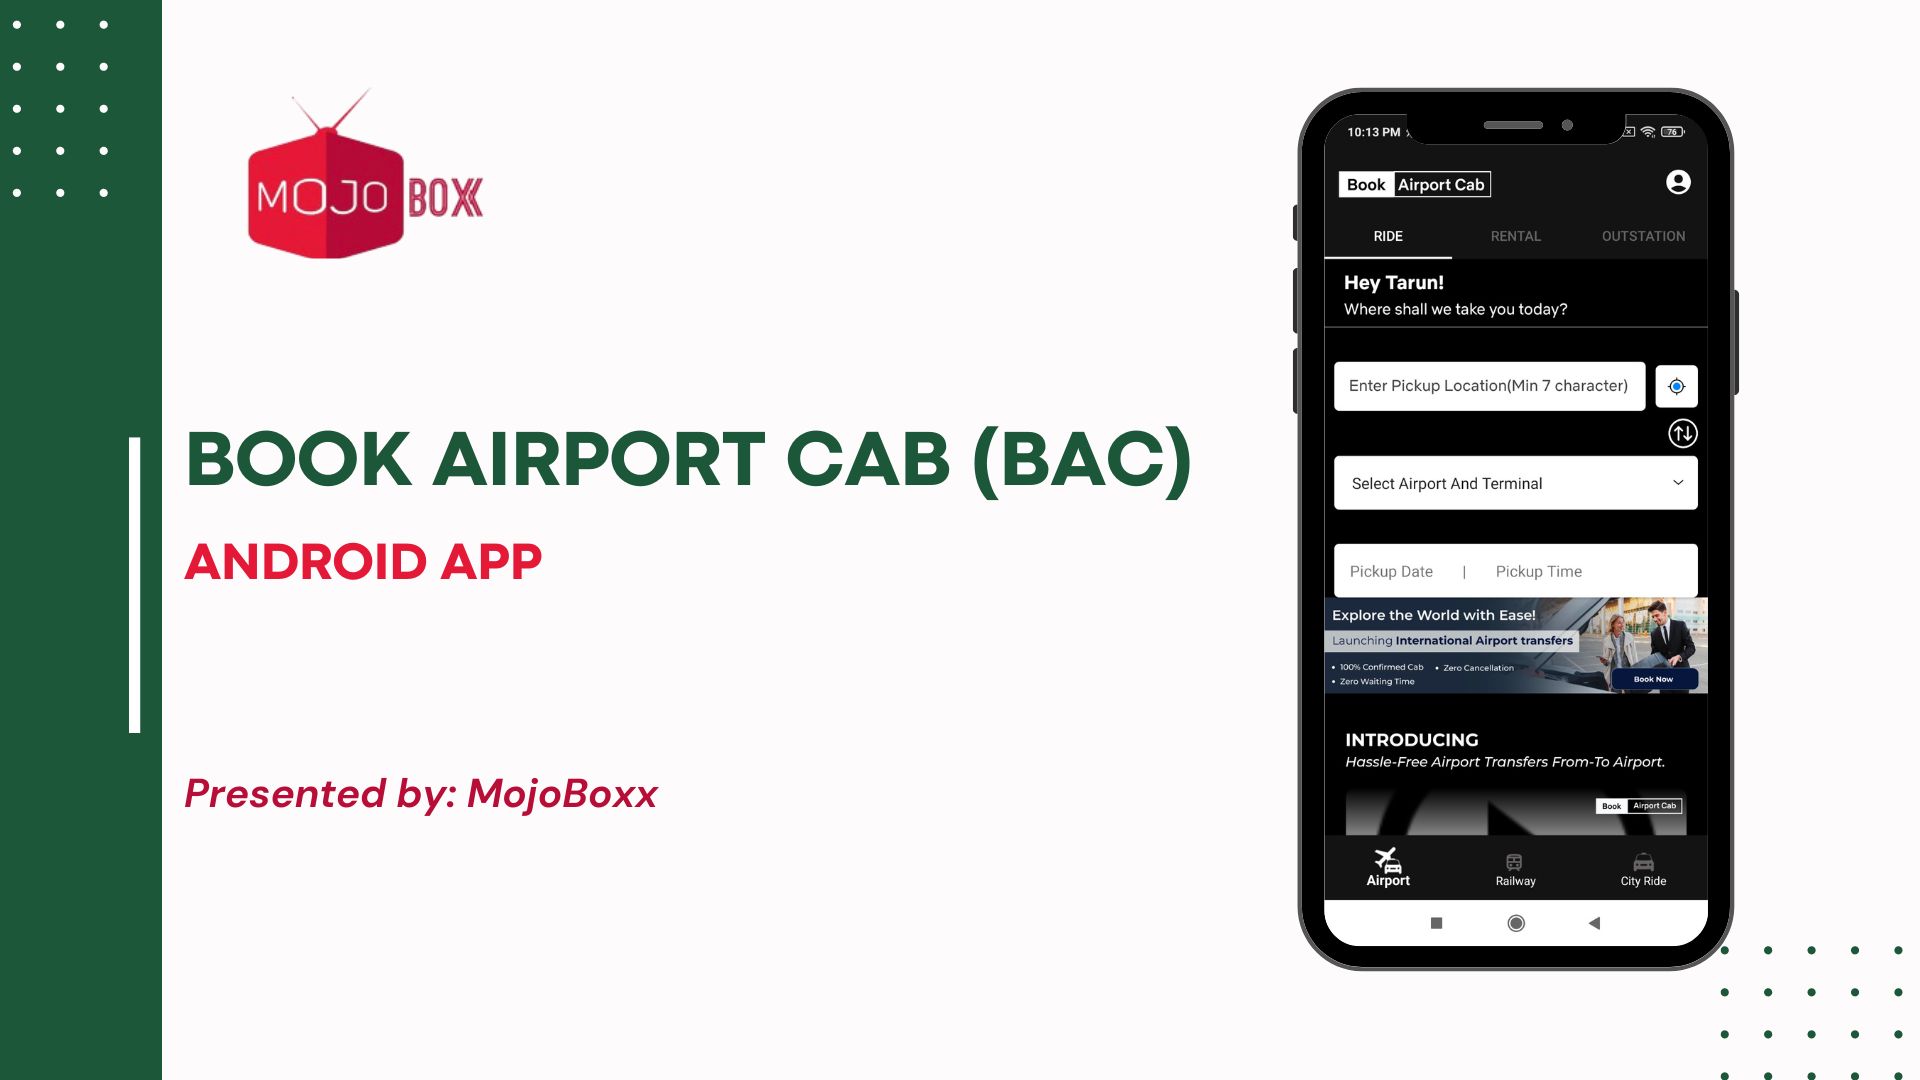 MOJO BOXX
BOOK AIRPORT CAB (BAC)
ANDROID APP
Presented by: MojoBoxx
10:13 PM
76
Book Airport Cab
RIDE RENTAL OUTSTATION
Hey Tarun!
Where shall we take you today?
Enter Pickup Location(Min 7 character)
Select Airport And Terminal
Pickup Date | Pickup Time
Explore the World with Ease!
Launching International Airport transfers
• 100% Confirmed Cab • Zero Cancellation
• Zero Waiting Time
Book Now
INTRODUCING
Hassle-Free Airport Transfers From-To Airport.
Book Airport Cab
Airport Railway City Ride